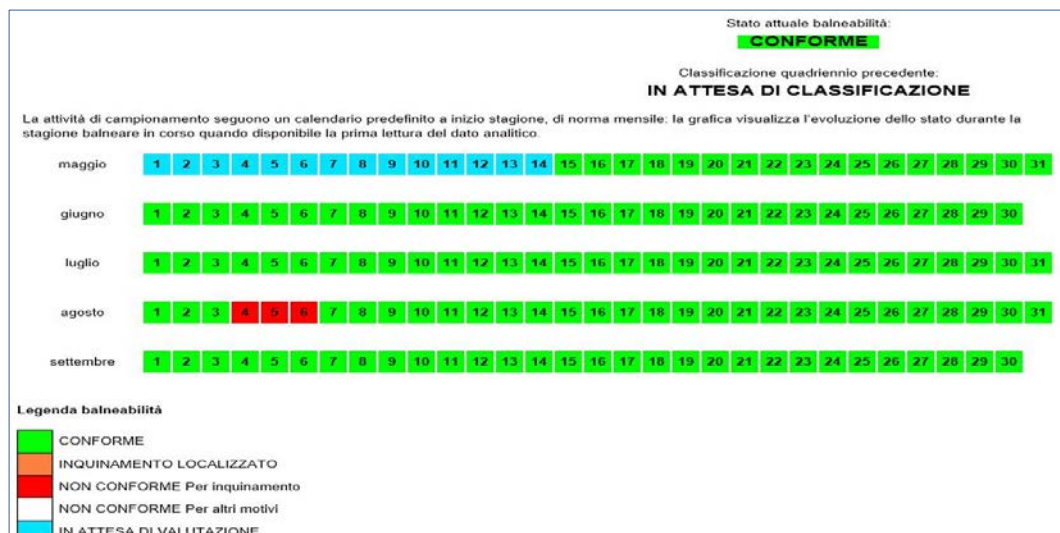 Stato attuale balneabilità:
CONFORME
Classificazione quadriennio precedente:
IN ATTESA DI CLASSIFICAZIONE
La attività di campionamento seguono un calendario predefinito a inizio stagione, di norma mensile: la grafica visualizza l'evoluzione dello stato durante la
stagione balneare in corso quando disponibile la prima lettura del dato analitico.
maggio 1 2 3 4 5 6 7 8 9 10 11 12 13 14 15 16 17 18 19 20 21 22 23 24 25 26 27 28 29 30 31
giugno 1 2 3 4 5 6 7 8 9 10 11 12 13 14 15 16 17 18 19 20 21 22 23 24 25 26 27 28 29 30
luglio 1 2 3 4 5 6 7 8 9 10 11 12 13 14 15 16 17 18 19 20 21 22 23 24 25 26 27 28 29 30 31
agosto 1 2 3 4 5 6 7 8 9 10 11 12 13 14 15 16 17 18 19 20 21 22 23 24 25 26 27 28 29 30 31
settembre 1 2 3 4 5 6 7 8 9 10 11 12 13 14 15 16 17 18 19 20 21 22 23 24 25 26 27 28 29 30
Legenda balneabilità
CONFORME
INQUINAMENTO LOCALIZZATO
NON CONFORME Per inquinamento
NON CONFORME Per altri motivi
IN ATTESA DI VALUTAZIONE